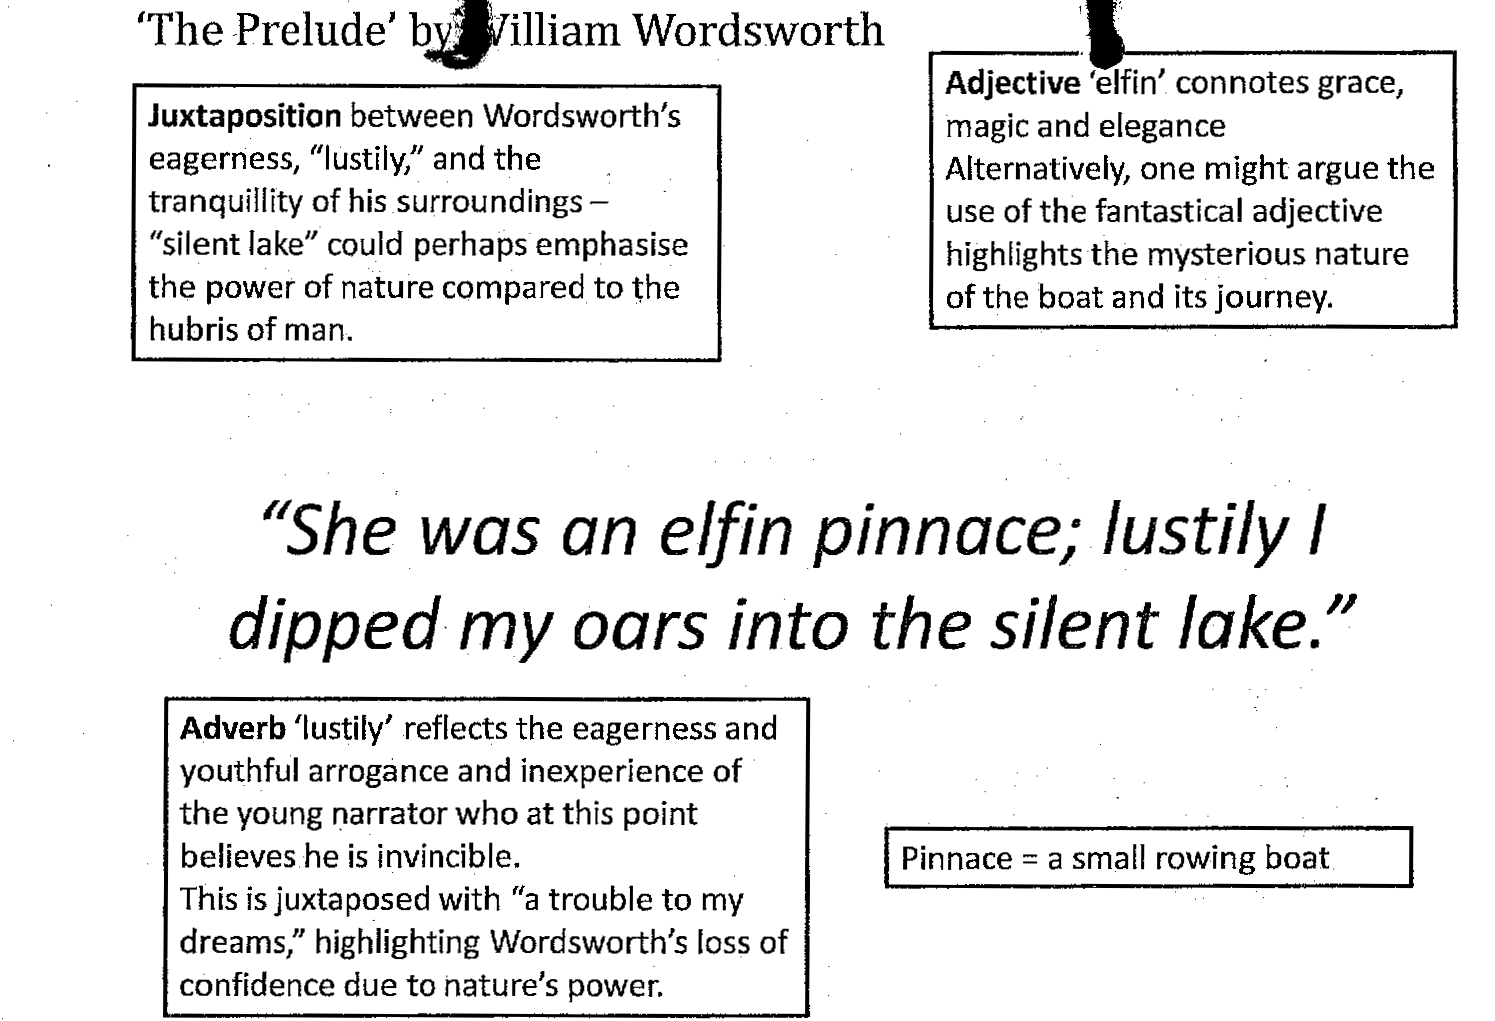 ‘The Prelude’ by William Wordsworth
Juxtaposition between Wordsworth’s
eagerness, “lustily,” and the
tranquillity of his surroundings –
“silent lake” could perhaps emphasise
the power of nature compared to the
hubris of man.
Adjective ‘elfin’ connotes grace,
magic and elegance
Alternatively, one might argue the
use of the fantastical adjective
highlights the mysterious nature
of the boat and its journey.
“She was an elfin pinnace; lustily I
dipped my oars into the silent lake.”
Adverb ‘lustily’ reflects the eagerness and
youthful arrogance and inexperience of
the young narrator who at this point
believes he is invincible.
This is juxtaposed with “a trouble to my
dreams,” highlighting Wordsworth’s loss of
confidence due to nature’s power.
Pinnace = a small rowing boat